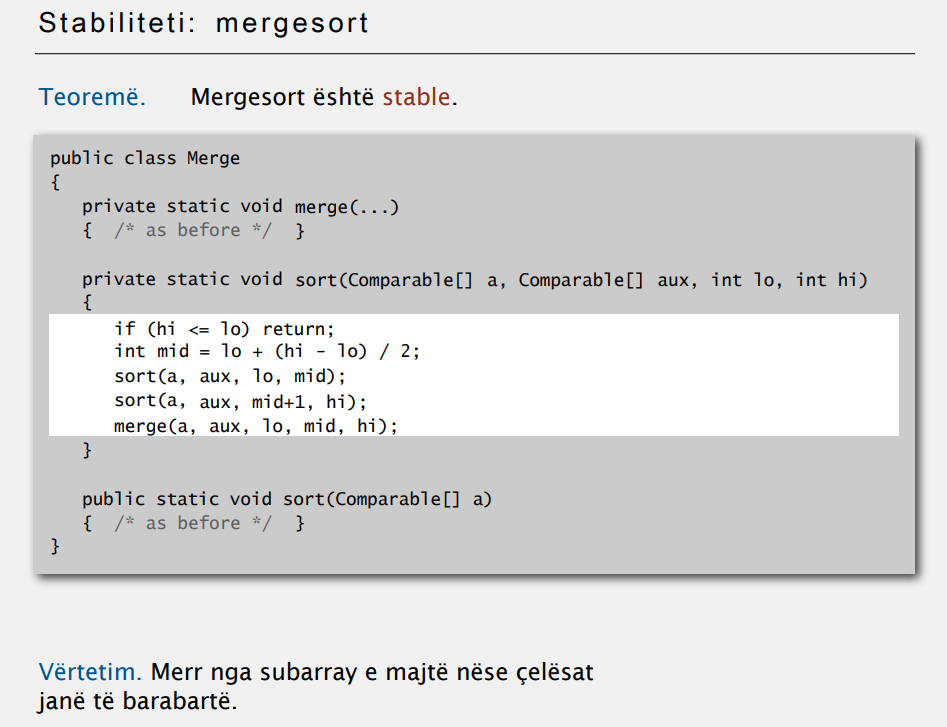 Stabiliteti: mergesort
Teoremë. Mergesort është stable.
public class Merge
{
private static void merge(...)
{ /* as before */ }
private static void sort(Comparable[] a, Comparable[] aux, int lo, int hi)
{
if (hi <= lo) return;
int mid = lo + (hi - lo) / 2;
sort(a, aux, lo, mid);
sort(a, aux, mid+1, hi);
merge(a, aux, lo, mid, hi);
}
public static void sort(Comparable[] a)
{ /* as before */ }
}
Vërtetim. Merr nga subarray e majtë nëse çelësat
janë të barabartë.